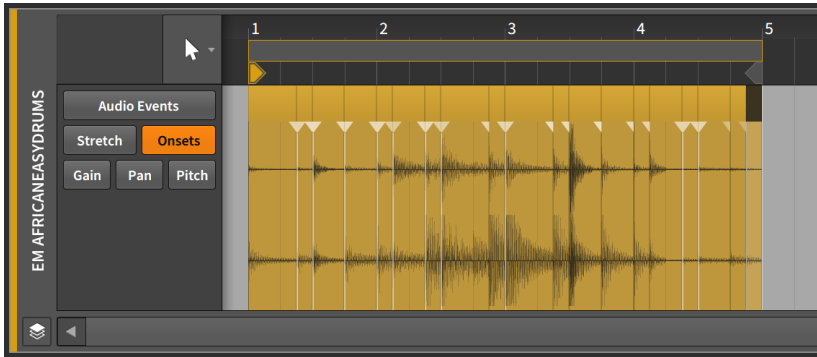 1 2 3 4 5
EM AFRICANEASYDRUMS
Audio Events
Stretch Onsets
Gain Pan Pitch